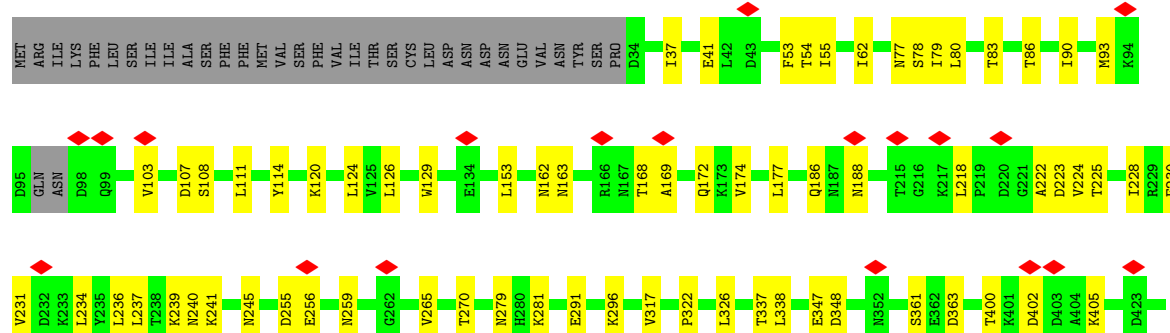 MET ARG ILE LYS PHE LEU SER ILE ILE ALA SER PHE PHE MET VAL SER PHE VAL ILE THR SER CYS LEU ASP ASN ASP ASN GLU VAL ASN TYR SER PRO D34 I37 E41 L42 D43 F53 T54 I55 I62 N77 S78 I79 L80 T83 T86 I90 M93 K94
D95 GLN ASN D98 Q99 V103 D107 S108 L111 Y114 K120 L124 V125 L126 W129 E134 L153 N162 N163 R166 N167 T168 A169 Q172 K173 V174 L177 Q186 N187 N188 T215 G216 K217 L218 P219 D220 G221 A222 D223 V224 T225 I228 R229
V231 D232 K233 L234 Y235 L236 L237 T238 K239 N240 K241 N245 D255 E256 N259 G262 V265 T270 N279 H280 K281 E291 K296 V317 P322 L326 T337 L338 E347 D348 N352 S361 E362 D363 T400 K401 D402 D403 A404 K405 D423